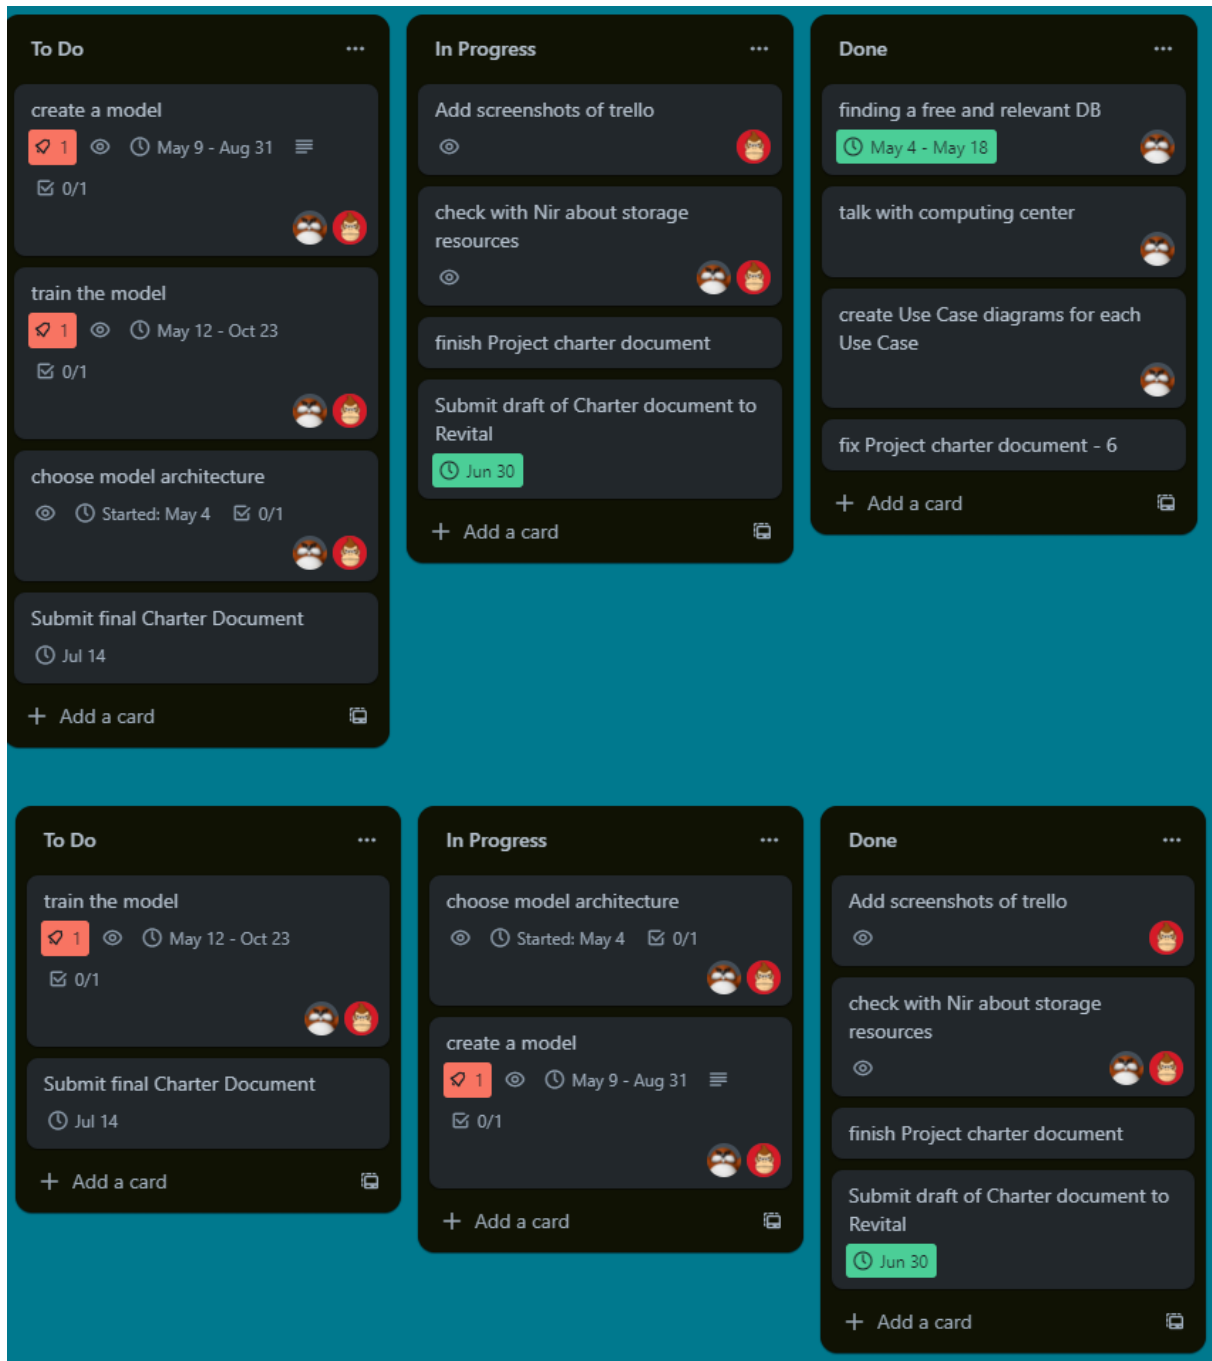 To Do
create a model
1
May 9 - Aug 31
0/1
train the model
1
May 12 - Oct 23
0/1
choose model architecture
Started: May 4
0/1
Submit final Charter Document
Jul 14
+ Add a card
In Progress
Add screenshots of trello
check with Nir about storage
resources
finish Project charter document
Submit draft of Charter document to
Revital
Jun 30
+ Add a card
Done
finding a free and relevant DB
May 4 - May 18
talk with computing center
create Use Case diagrams for each
Use Case
fix Project charter document - 6
+ Add a card
To Do
train the model
1
May 12 - Oct 23
0/1
Submit final Charter Document
Jul 14
+ Add a card
In Progress
choose model architecture
Started: May 4
0/1
create a model
1
May 9 - Aug 31
0/1
+ Add a card
Done
Add screenshots of trello
check with Nir about storage
resources
finish Project charter document
Submit draft of Charter document to
Revital
Jun 30
+ Add a card